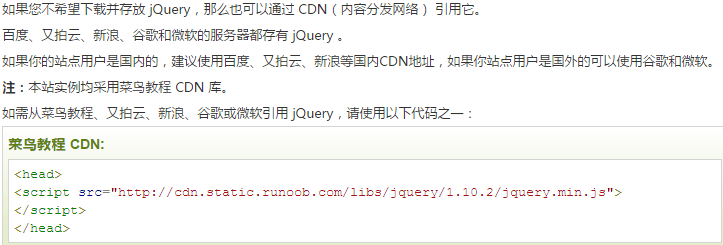 如果您不希望下载并存放 jQuery，那么也可以通过 CDN（内容分发网络） 引用它。
百度、又拍云、新浪、谷歌和微软的服务器都存有 jQuery 。
如果你的站点用户是国内的，建议使用百度、又拍云、新浪等国内CDN地址，如果你站点用户是国外的可以使用谷歌和微软。
注：本站实例均采用菜鸟教程 CDN 库。
如需从菜鸟教程、又拍云、新浪、谷歌或微软引用 jQuery，请使用以下代码之一：
菜鸟教程 CDN:
<head>
<script src="http://cdn.static.runoob.com/libs/jquery/1.10.2/jquery.min.js">
</script>
</head>